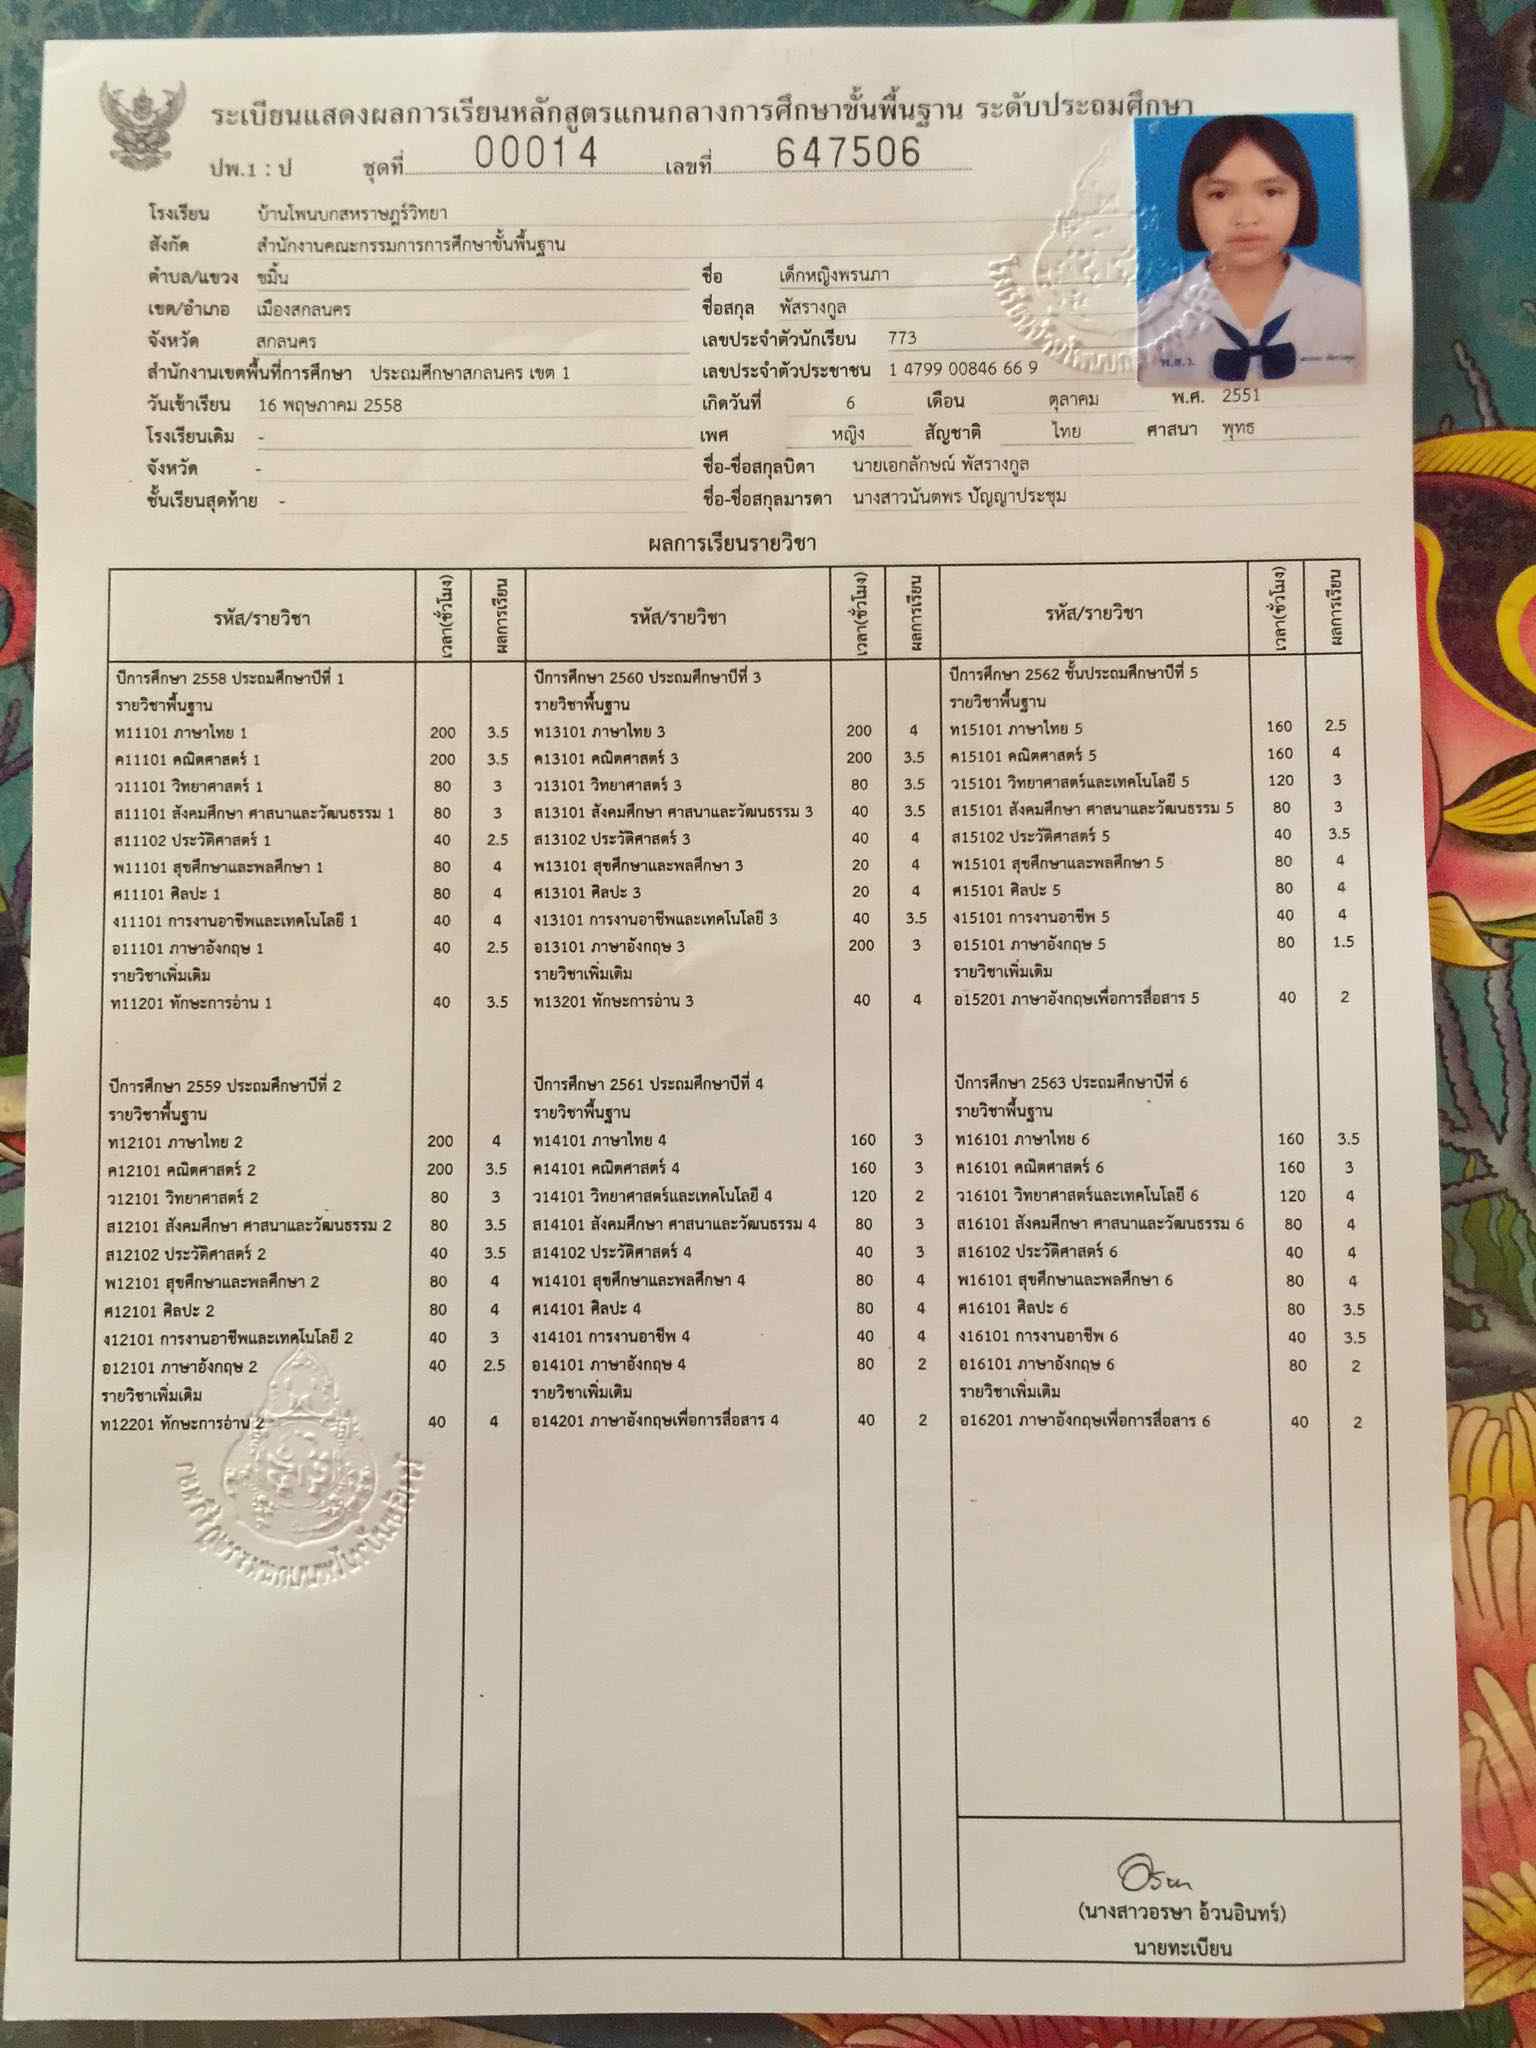 ระเบียนแสดงผลการเรียนหลักสูตรแกนกลางการศึกษาขั้นพื้นฐาน ระดับประถมศึกษา
ปพ.1 : ป ชุดที่ 00014 เลขที่ 647506
โรงเรียน บ้านโพนบกสหราษฎร์วิทยา
สังกัด สำนักงานคณะกรรมการการศึกษาขั้นพื้นฐาน
ตำบล/แขวง ขมิ้น ชื่อ เด็กหญิงพรนภา
เขต/อำเภอ เมืองสกลนคร ชื่อสกุล พัสรางกูล
จังหวัด สกลนคร เลขประจำตัวนักเรียน 773
สำนักงานเขตพื้นที่การศึกษา ประถมศึกษาสกลนคร เขต 1 เลขประจำตัวประชาชน 1 4799 00846 66 9
พ.ส.ว.
วันเข้าเรียน 16 พฤษภาคม 2558 เกิดวันที่ 6 เดือน ตุลาคม พ.ศ. 2551
โรงเรียนเดิม - เพศ หญิง สัญชาติ ไทย ศาสนา พุทธ
จังหวัด - ชื่อ-ชื่อสกุลบิดา นายเอกลักษณ์ พัสรางกูล
ชั้นเรียนสุดท้าย - ชื่อ-ชื่อสกุลมารดา นางสาวนันตพร ปัญญาประชุม
ผลการเรียนรายวิชา
รหัส/รายวิชา เวลา(ชั่วโมง) ผลการเรียน รหัส/รายวิชา เวลา(ชั่วโมง) ผลการเรียน รหัส/รายวิชา เวลา(ชั่วโมง) ผลการเรียน
ปีการศึกษา 2558 ประถมศึกษาปีที่ 1 ปีการศึกษา 2560 ประถมศึกษาปีที่ 3 ปีการศึกษา 2562 ชั้นประถมศึกษาปีที่ 5
รายวิชาพื้นฐาน รายวิชาพื้นฐาน รายวิชาพื้นฐาน
ท11101 ภาษาไทย 1 200 3.5 ท13101 ภาษาไทย 3 200 4 ท15101 ภาษาไทย 5 160 2.5
ค11101 คณิตศาสตร์ 1 200 3.5 ค13101 คณิตศาสตร์ 3 200 3.5 ค15101 คณิตศาสตร์ 5 160 4
ว11101 วิทยาศาสตร์ 1 80 3 ว13101 วิทยาศาสตร์ 3 80 3.5 ว15101 วิทยาศาสตร์และเทคโนโลยี 5 120 3
ส11101 สังคมศึกษา ศาสนาและวัฒนธรรม 1 80 3 ส13101 สังคมศึกษา ศาสนาและวัฒนธรรม 3 40 3.5 ส15101 สังคมศึกษา ศาสนาและวัฒนธรรม 5 80 3
ส11102 ประวัติศาสตร์ 1 40 2.5 ส13102 ประวัติศาสตร์ 3 40 4 ส15102 ประวัติศาสตร์ 5 40 3.5
พ11101 สุขศึกษาและพลศึกษา 1 80 4 พ13101 สุขศึกษาและพลศึกษา 3 20 4 พ15101 สุขศึกษาและพลศึกษา 5 80 4
ศ11101 ศิลปะ 1 80 4 ศ13101 ศิลปะ 3 20 4 ศ15101 ศิลปะ 5 80 4
ง11101 การงานอาชีพและเทคโนโลยี 1 40 4 ง13101 การงานอาชีพและเทคโนโลยี 3 40 3.5 ง15101 การงานอาชีพ 5 40 4
อ11101 ภาษาอังกฤษ 1 40 2.5 อ13101 ภาษาอังกฤษ 3 200 3 อ15101 ภาษาอังกฤษ 5 80 1.5
รายวิชาเพิ่มเติม รายวิชาเพิ่มเติม รายวิชาเพิ่มเติม
ท11201 ทักษะการอ่าน 1 40 3.5 ท13201 ทักษะการอ่าน 3 40 4 อ15201 ภาษาอังกฤษเพื่อการสื่อสาร 5 40 2
ปีการศึกษา 2559 ประถมศึกษาปีที่ 2 ปีการศึกษา 2561 ประถมศึกษาปีที่ 4 ปีการศึกษา 2563 ประถมศึกษาปีที่ 6
รายวิชาพื้นฐาน รายวิชาพื้นฐาน รายวิชาพื้นฐาน
ท12101 ภาษาไทย 2 200 4 ท14101 ภาษาไทย 4 160 3 ท16101 ภาษาไทย 6 160 3.5
ค12101 คณิตศาสตร์ 2 200 3.5 ค14101 คณิตศาสตร์ 4 160 3 ค16101 คณิตศาสตร์ 6 160 3
ว12101 วิทยาศาสตร์ 2 80 3 ว14101 วิทยาศาสตร์และเทคโนโลยี 4 120 2 ว16101 วิทยาศาสตร์และเทคโนโลยี 6 120 4
ส12101 สังคมศึกษา ศาสนาและวัฒนธรรม 2 80 3.5 ส14101 สังคมศึกษา ศาสนาและวัฒนธรรม 4 80 3 ส16101 สังคมศึกษา ศาสนาและวัฒนธรรม 6 80 4
ส12102 ประวัติศาสตร์ 2 40 3.5 ส14102 ประวัติศาสตร์ 4 40 3 ส16102 ประวัติศาสตร์ 6 40 4
พ12101 สุขศึกษาและพลศึกษา 2 80 4 พ14101 สุขศึกษาและพลศึกษา 4 80 4 พ16101 สุขศึกษาและพลศึกษา 6 80 4
ศ12101 ศิลปะ 2 80 4 ศ14101 ศิลปะ 4 80 4 ศ16101 ศิลปะ 6 80 3.5
ง12101 การงานอาชีพและเทคโนโลยี 2 40 3 ง14101 การงานอาชีพ 4 40 4 ง16101 การงานอาชีพ 6 40 3.5
อ12101 ภาษาอังกฤษ 2 40 2.5 อ14101 ภาษาอังกฤษ 4 80 2 อ16101 ภาษาอังกฤษ 6 80 2
รายวิชาเพิ่มเติม รายวิชาเพิ่มเติม รายวิชาเพิ่มเติม
ท12201 ทักษะการอ่าน 2 40 4 อ14201 ภาษาอังกฤษเพื่อการสื่อสาร 4 40 2 อ16201 ภาษาอังกฤษเพื่อการสื่อสาร 6 40 2
อรษา
(นางสาวอรษา อ้วนอินทร์)
นายทะเบียน